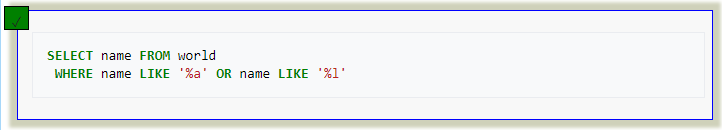 ✓
SELECT name FROM world
WHERE name LIKE '%a' OR name LIKE '%l'